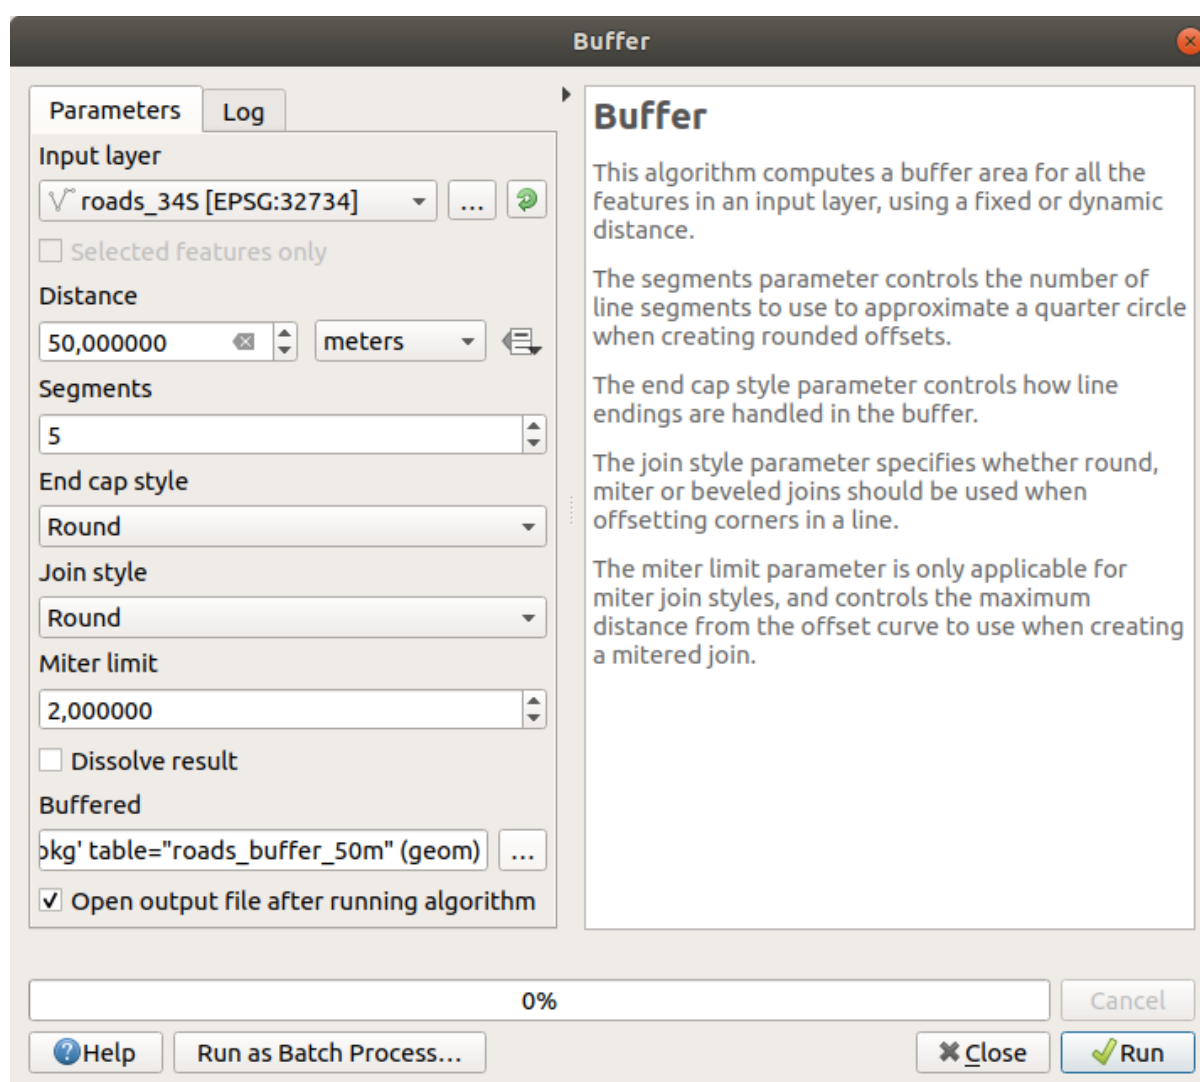 Buffer
Parameters
Log
Input layer
roads_34S [EPSG:32734]
...
Selected features only
Distance
50,000000
meters
Segments
5
End cap style
Round
Join style
Round
Miter limit
2,000000
Dissolve result
Buffered
okg' table="roads_buffer_50m" (geom)
...
Open output file after running algorithm
Buffer
This algorithm computes a buffer area for all the
features in an input layer, using a fixed or dynamic
distance.
The segments parameter controls the number of
line segments to use to approximate a quarter circle
when creating rounded offsets.
The end cap style parameter controls how line
endings are handled in the buffer.
The join style parameter specifies whether round,
miter or beveled joins should be used when
offsetting corners in a line.
The miter limit parameter is only applicable for
miter join styles, and controls the maximum
distance from the offset curve to use when creating
a mitered join.
0%
Cancel
Help
Run as Batch Process...
Close
Run